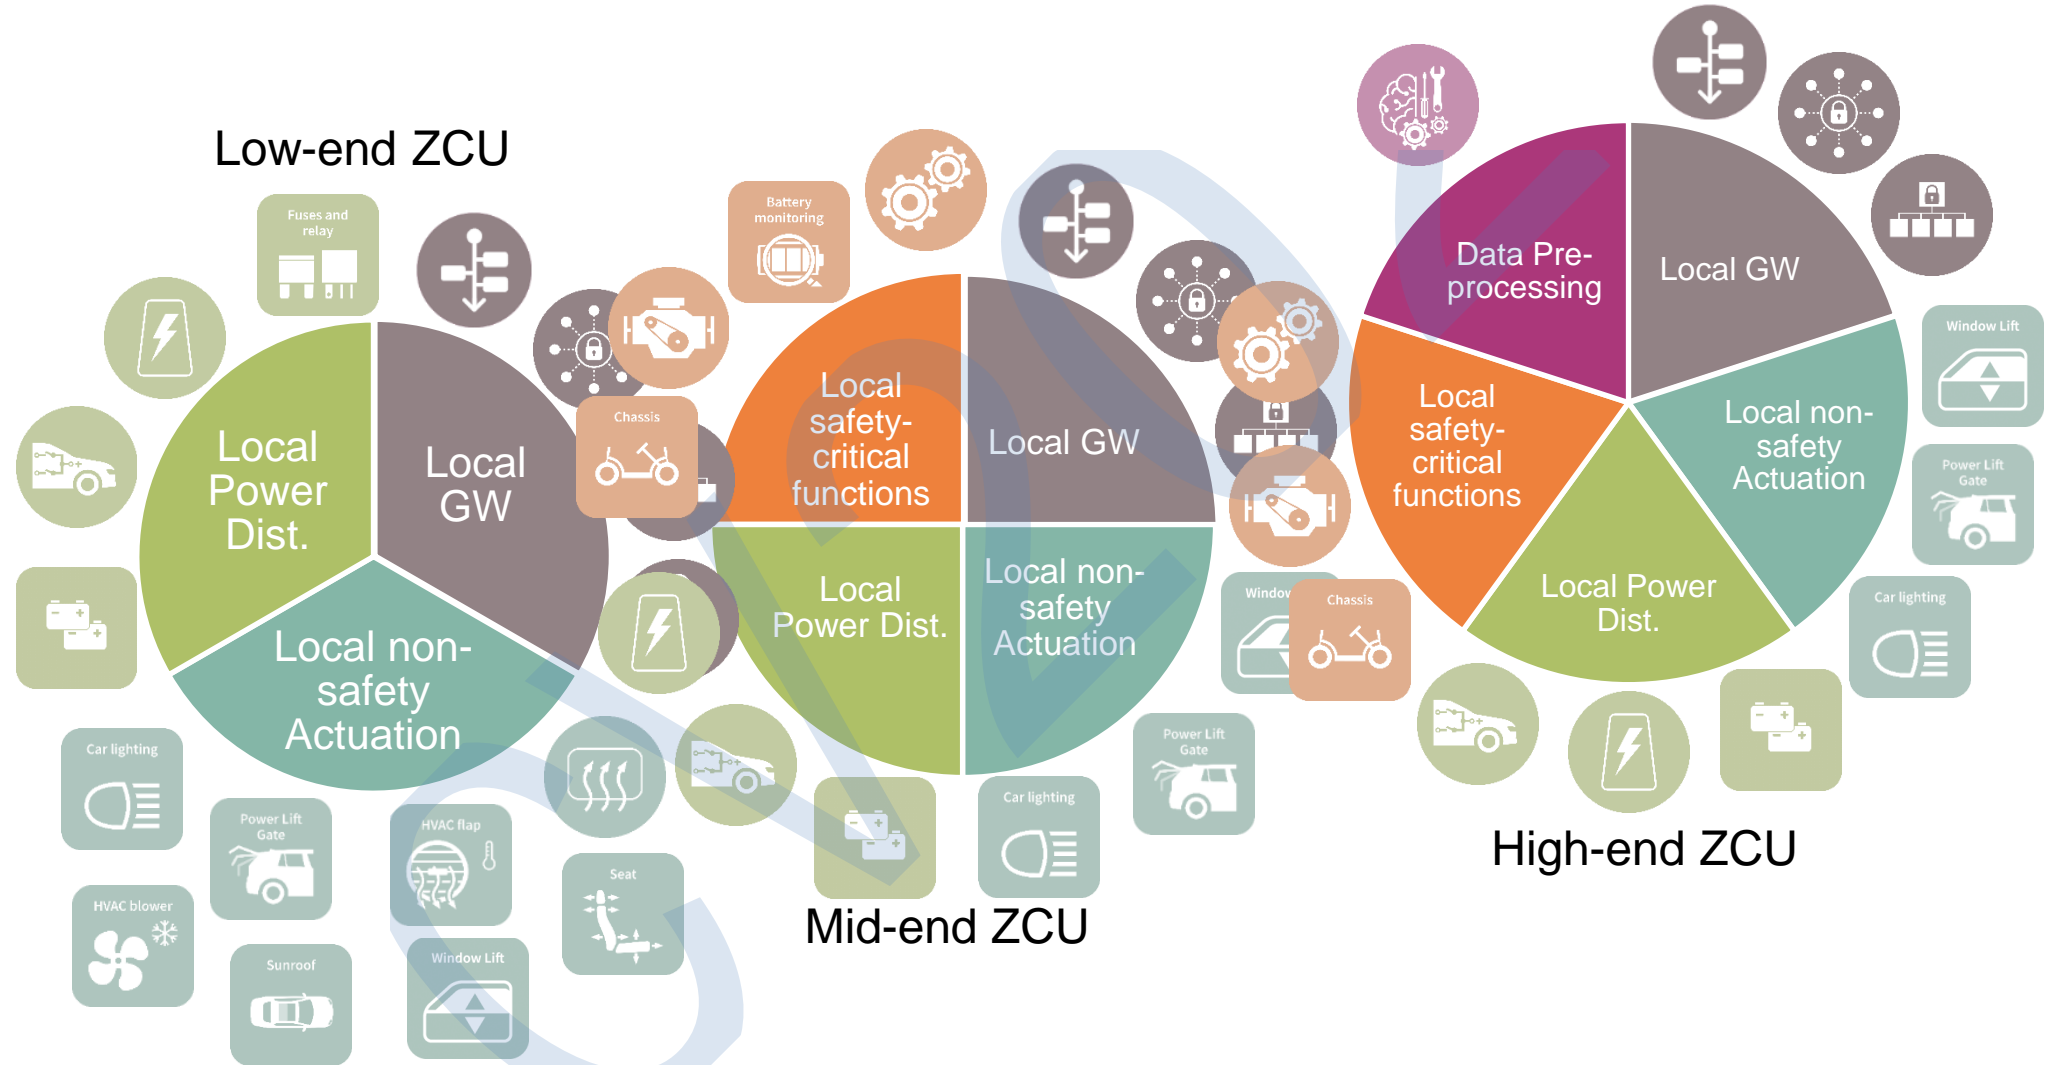 Low-end ZCU
Fuses and
relay
Local
Power
Dist.
Local
GW
Local non-
safety
Actuation
Car lighting
Power Lift
Gate
HVAC flap
HVAC blower
Seat
Sunroof
Window Lift
Battery
monitoring
Chassis
Local
safety-
critical
functions
Local GW
Local
Power Dist.
Local non-
safety
Actuation
Window
Power Lift
Gate
Car lighting
Mid-end ZCU
Data Pre-
processing
Local GW
Local
safety-
critical
functions
Local non-
safety
Actuation
Local Power
Dist.
Window Lift
Power Lift
Gate
Car lighting
Chassis
High-end ZCU